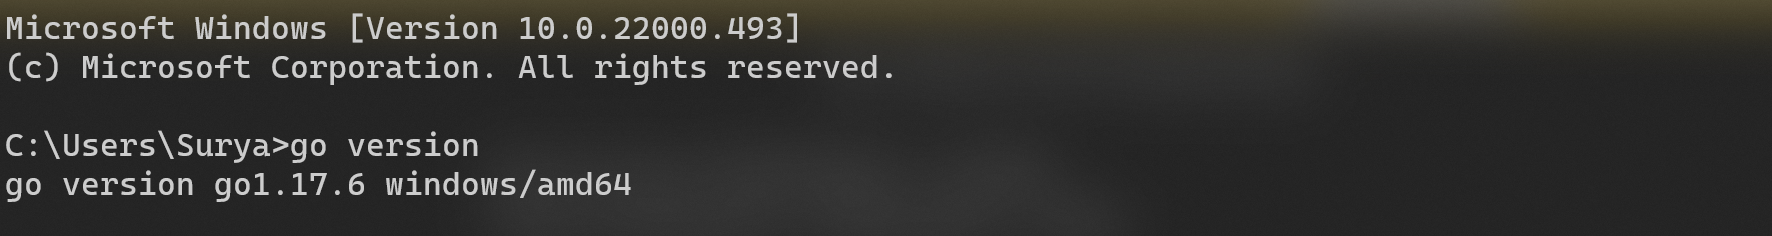 Microsoft Windows [Version 10.0.22000.493]
(c) Microsoft Corporation. All rights reserved.
C:\Users\Surya>go version
go version go1.17.6 windows/amd64